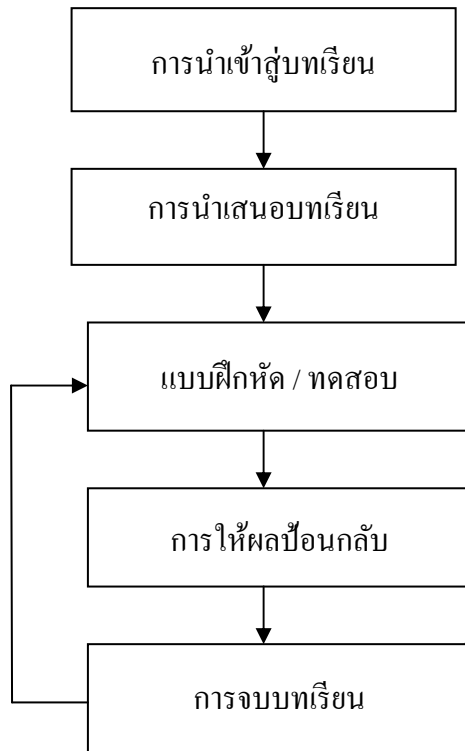 การนำเข้าสู่บทเรียน
การนำเสนอบทเรียน
แบบฝึกหัด / ทดสอบ
การให้ผลป้อนกลับ
การจบบทเรียน